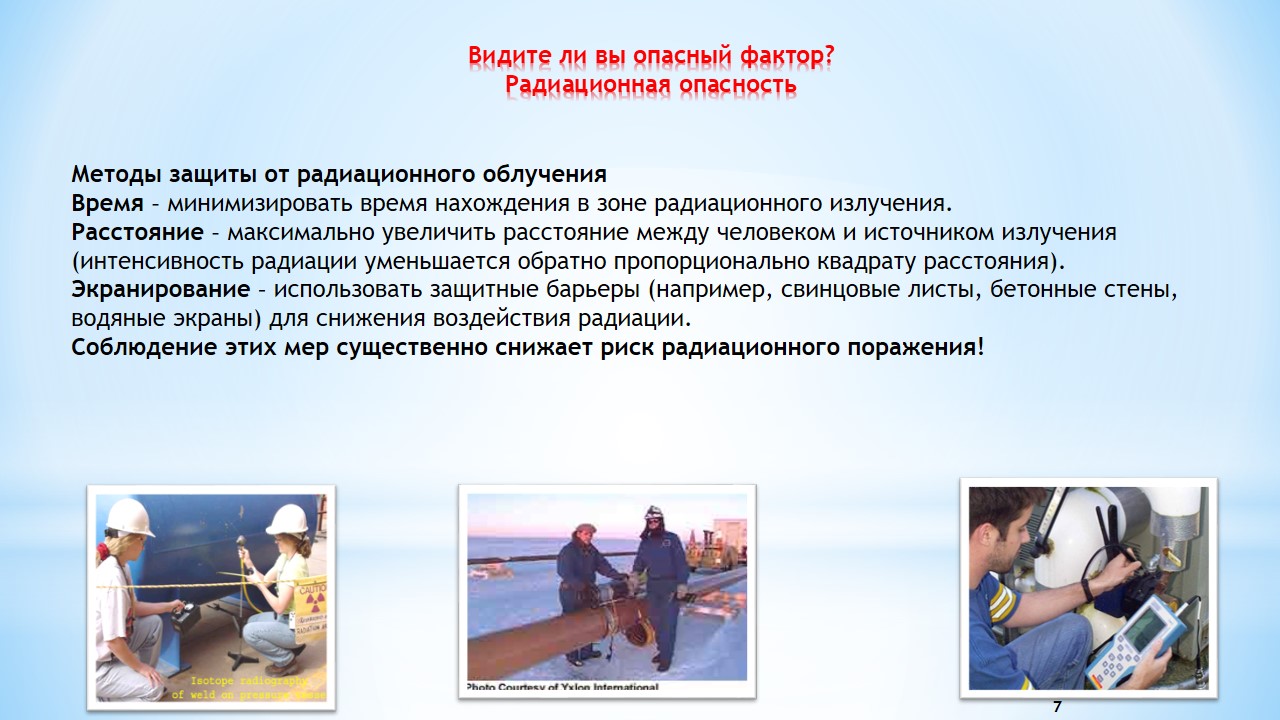 Видите ли вы опасный фактор?
Радиационная опасность
Методы защиты от радиационного облучения
Время – минимизировать время нахождения в зоне радиационного излучения.
Расстояние – максимально увеличить расстояние между человеком и источником излучения
(интенсивность радиации уменьшается обратно пропорционально квадрату расстояния).
Экранирование – использовать защитные барьеры (например, свинцовые листы, бетонные стены,
водяные экраны) для снижения воздействия радиации.
Соблюдение этих мер существенно снижает риск радиационного поражения!
CAUTION
Isotope radiography
of weld on pressure
Photo Courtesy of Yxlon International
7